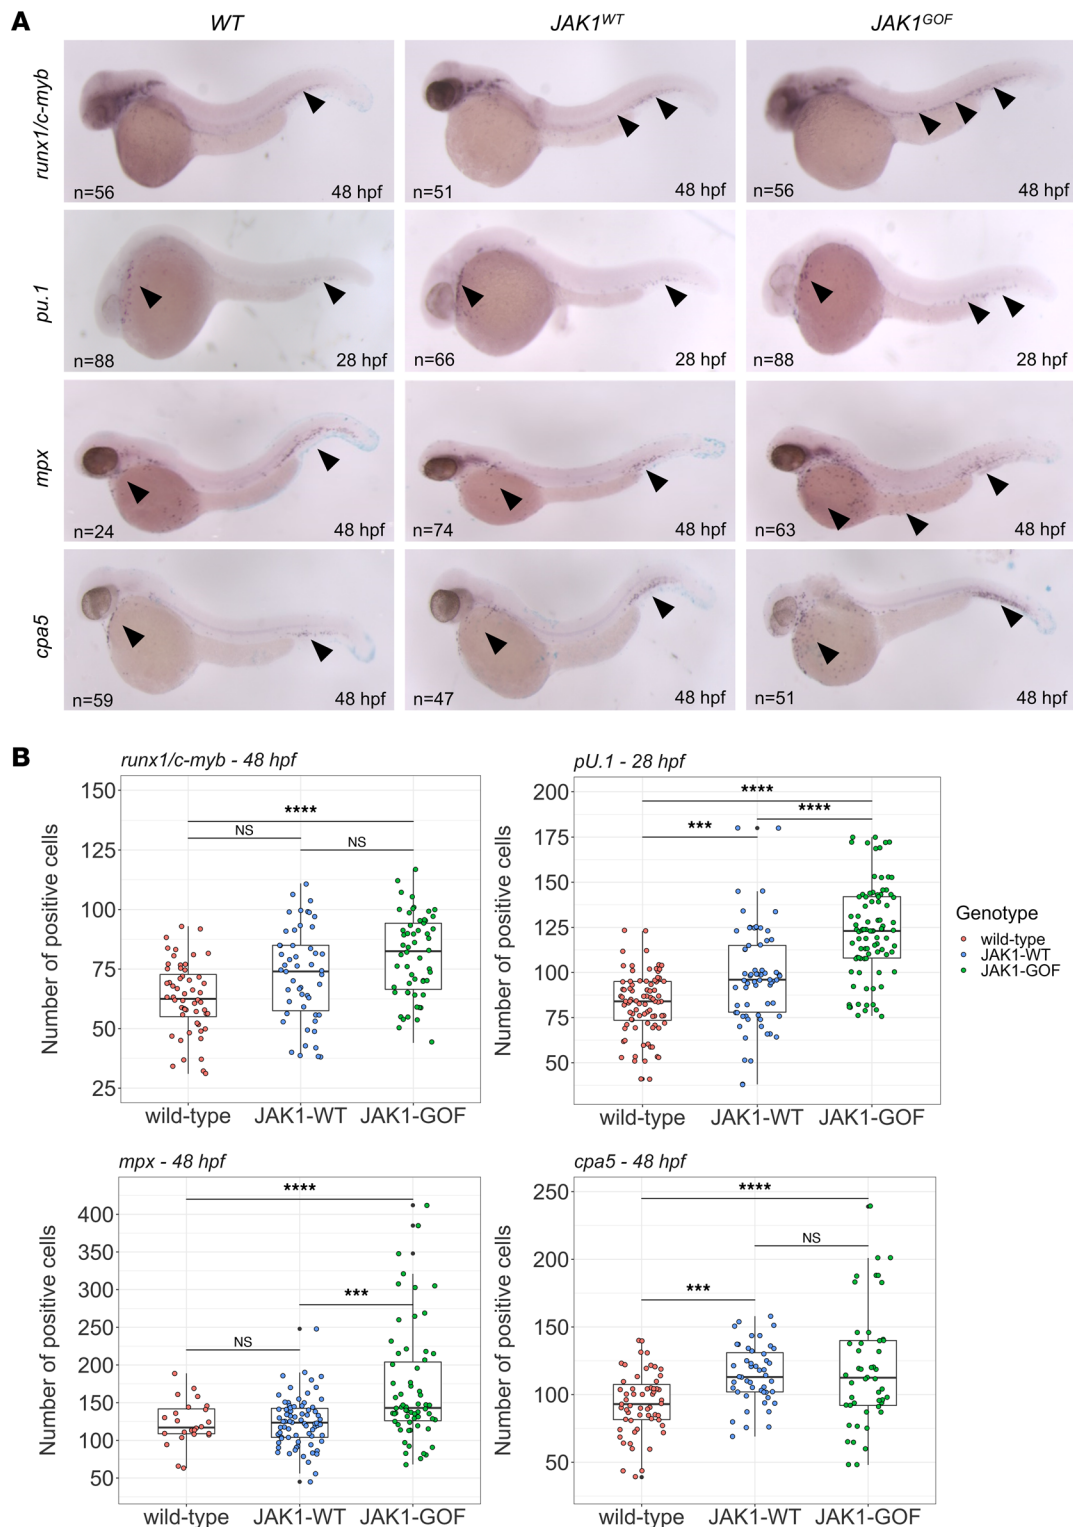 A
WT JAK1WT JAK1GOF
runx1/c-myb
n=56 48 hpf n=51 48 hpf n=56 48 hpf
pu.1
n=88 28 hpf n=66 28 hpf n=88 28 hpf
mpx
n=24 48 hpf n=74 48 hpf n=63 48 hpf
cpa5
n=59 48 hpf n=47 48 hpf n=51 48 hpf
B
runx1/c-myb - 48 hpf
Number of positive cells
150
125
100
75
50
25
****
NS
NS
wild-type JAK1-WT JAK1-GOF
pU.1 - 28 hpf
Number of positive cells
200
175
150
125
100
75
50
****
****
***
wild-type JAK1-WT JAK1-GOF
Genotype
wild-type
JAK1-WT
JAK1-GOF
mpx - 48 hpf
Number of positive cells
400
350
300
250
200
150
100
50
****
***
NS
wild-type JAK1-WT JAK1-GOF
cpa5 - 48 hpf
Number of positive cells
250
200
150
100
50
****
NS
***
wild-type JAK1-WT JAK1-GOF